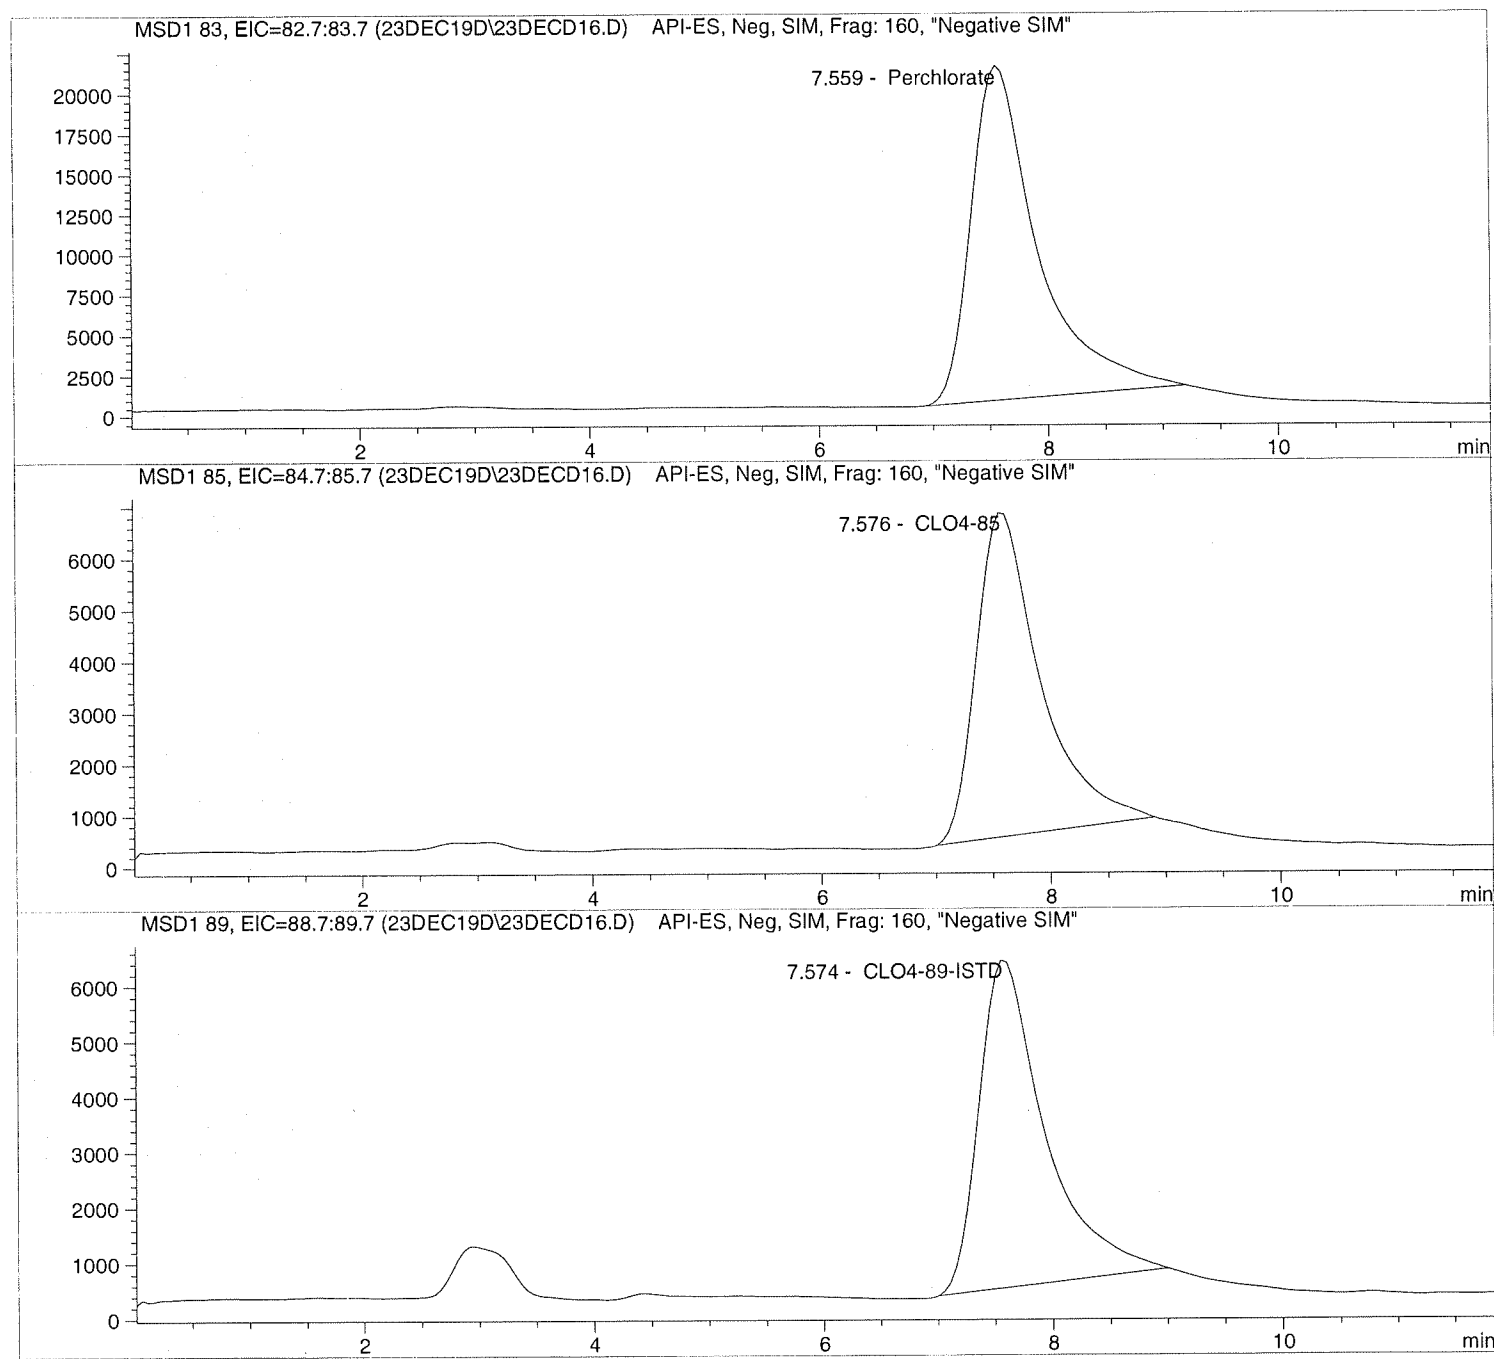 MSD1 83, EIC=82.7:83.7 (23DEC19D\23DECD16.D) API-ES, Neg, SIM, Frag: 160, "Negative SIM"
7.559 - Perchlorate
20000
17500
15000
12500
10000
7500
5000
2500
0
2 4 6 8 10 min
MSD1 85, EIC=84.7:85.7 (23DEC19D\23DECD16.D) API-ES, Neg, SIM, Frag: 160, "Negative SIM"
7.576 - CLO4-85
6000
5000
4000
3000
2000
1000
0
2 4 6 8 10 min
MSD1 89, EIC=88.7:89.7 (23DEC19D\23DECD16.D) API-ES, Neg, SIM, Frag: 160, "Negative SIM"
7.574 - CLO4-89-ISTD
6000
5000
4000
3000
2000
1000
0
2 4 6 8 10 min